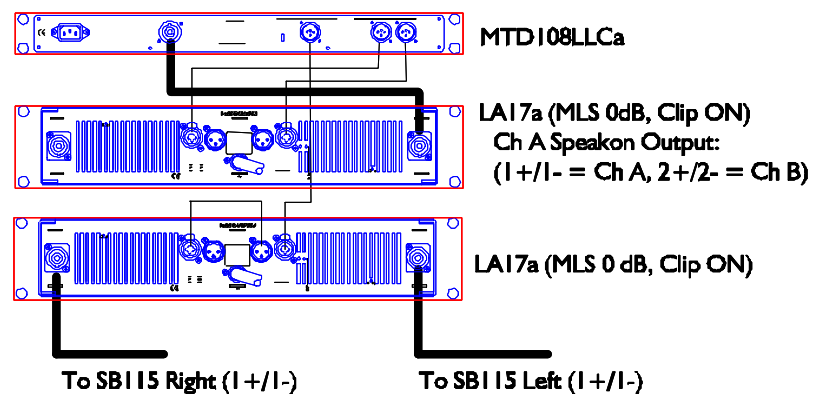 MTD108LLCa
LA17a (MLS 0dB, Clip ON)
Ch A Speakon Output:
(1+/1- = Ch A, 2+/2- = Ch B)
LA17a (MLS 0 dB, Clip ON)
To SB115 Right (1+/1-)
To SB115 Left (1+/1-)